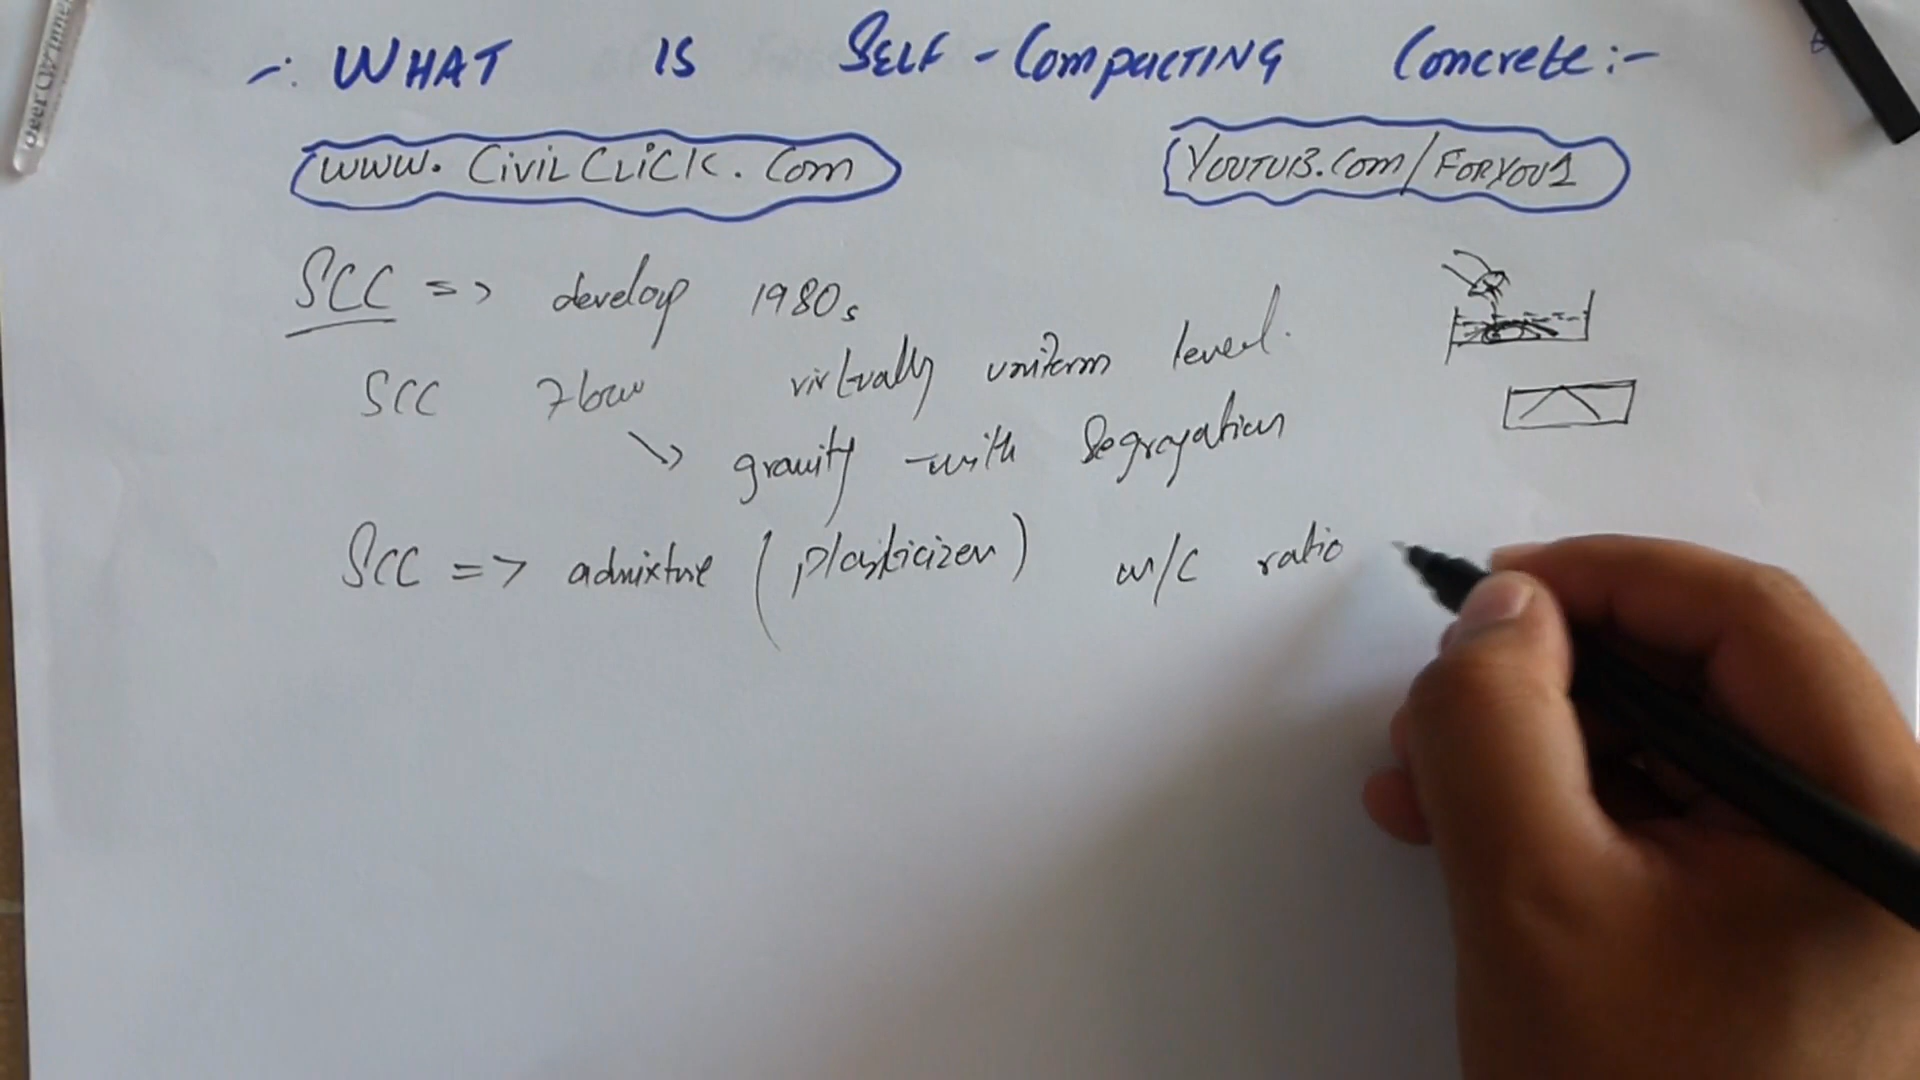 ∴ WHAT IS SELF-COMPACTING CONCRETE:-
WWW.CIVILCLICK.COM
YOUTUB.COM/FORYOU1
SCC => develop 1980s
SCC Flow virtually uniform level.
↘ gravity - with Segregation
SCC => admixture (plasticizer) w/c ratio